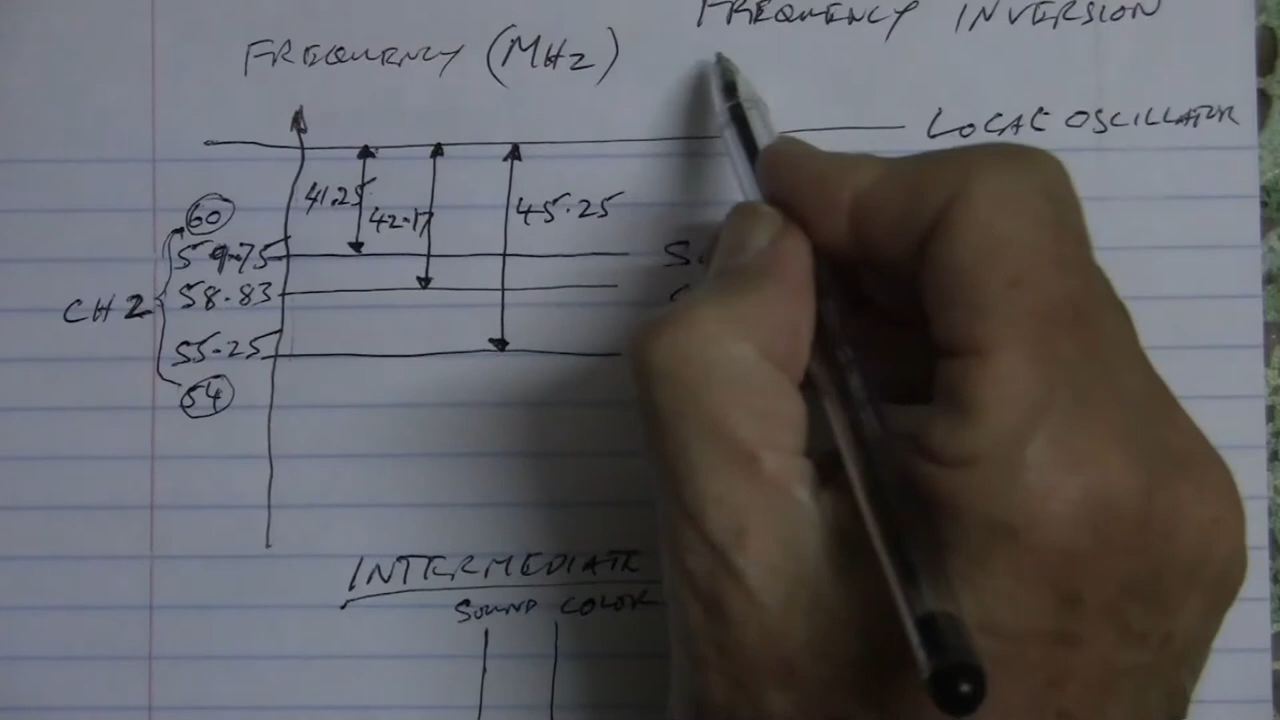 FREQUENCY INVERSION
FREQUENCY (MHZ)
LOCAL OSCILLATOR
60
41.25
42.17
45.25
59.75
58.83
CH 2
55.25
54
INTERMEDIATE
SOUND COLOR